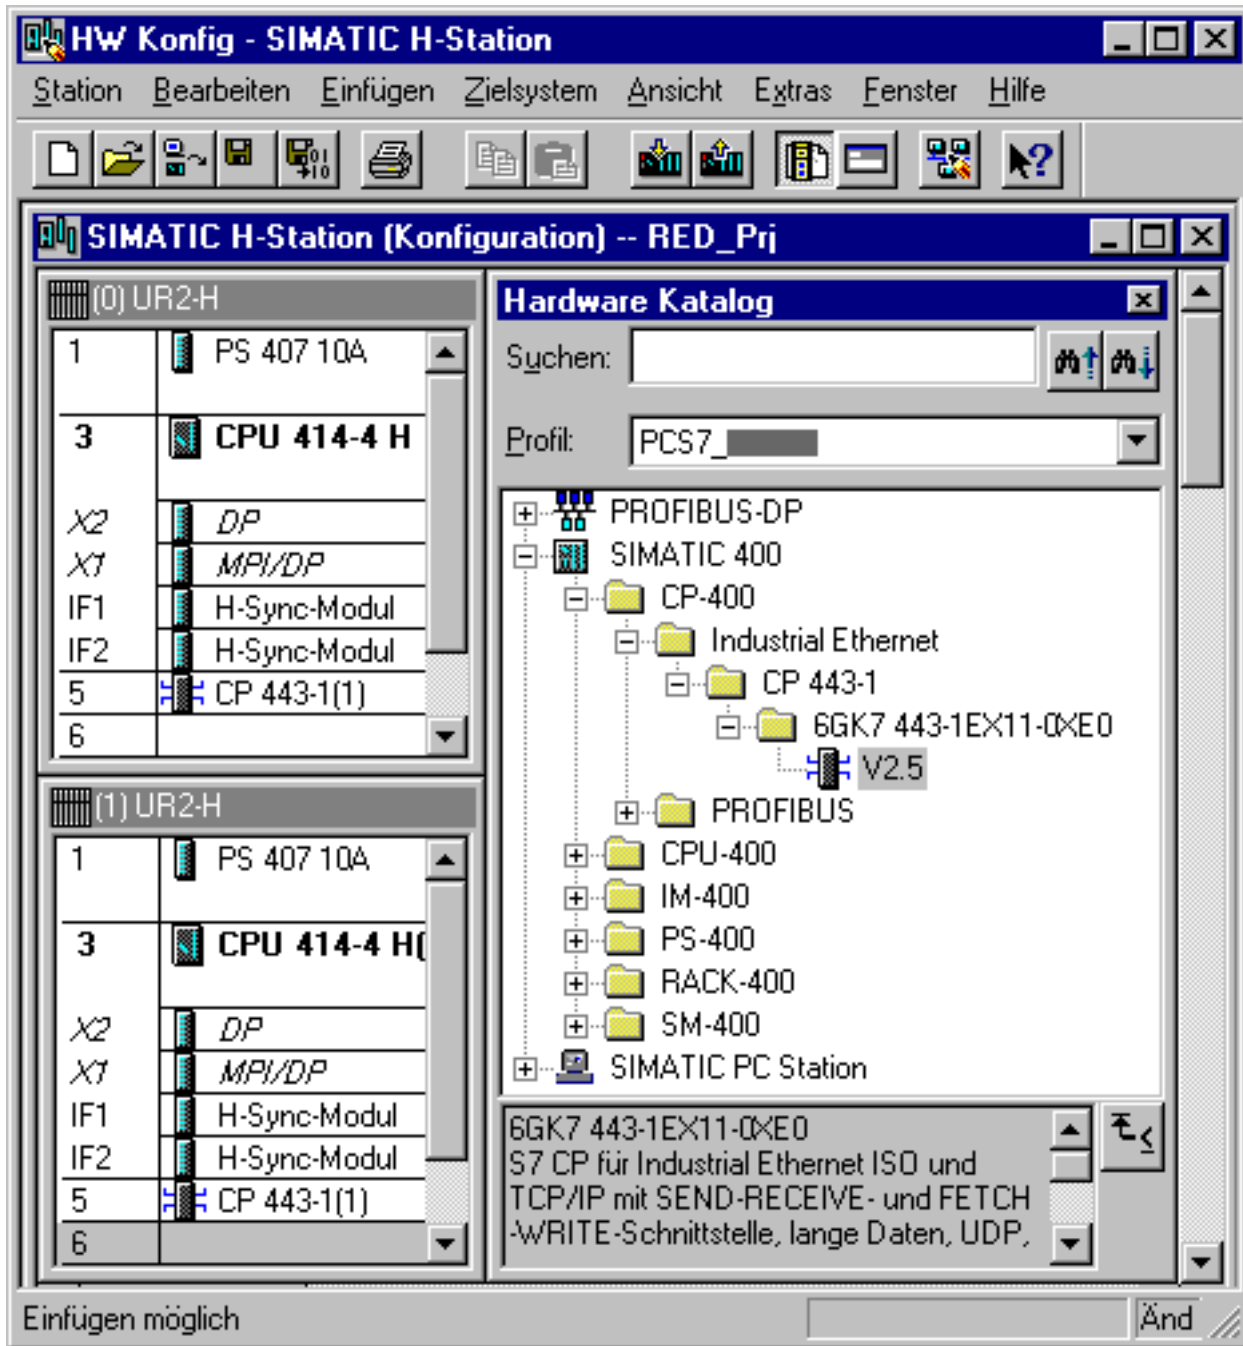 HW Konfig - SIMATIC H-Station
Station Bearbeiten Einfügen Zielsystem Ansicht Extras Fenster Hilfe
SIMATIC H-Station (Konfiguration) -- RED_Prj
(0) UR2-H
1 PS 407 10A
3 CPU 414-4 H
X2 DP
X1 MPI/DP
IF1 H-Sync-Modul
IF2 H-Sync-Modul
5 CP 443-1(1)
6
(1) UR2-H
1 PS 407 10A
3 CPU 414-4 H(
X2 DP
X1 MPI/DP
IF1 H-Sync-Modul
IF2 H-Sync-Modul
5 CP 443-1(1)
6
Hardware Katalog
Suchen:
Profil: PCS7_
PROFIBUS-DP
SIMATIC 400
CP-400
Industrial Ethernet
CP 443-1
6GK7 443-1EX11-0XE0
V2.5
PROFIBUS
CPU-400
IM-400
PS-400
RACK-400
SM-400
SIMATIC PC Station
6GK7 443-1EX11-0XE0
S7 CP für Industrial Ethernet ISO und
TCP/IP mit SEND-RECEIVE- und FETCH
-WRITE-Schnittstelle, lange Daten, UDP,
Einfügen möglich
Änd